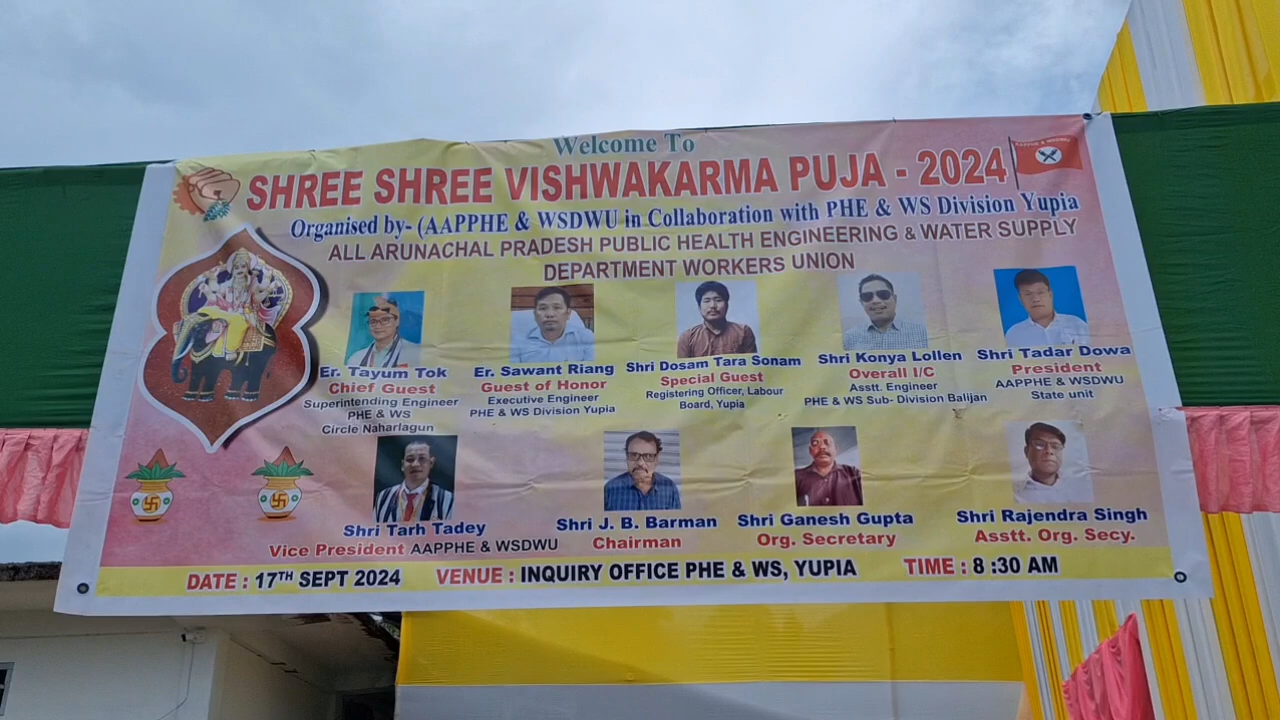 Welcome To
SHREE SHREE VISHWAKARMA PUJA - 2024
Organised by- (AAPPHE & WSDWU in Collaboration with PHE & WS Division Yupia
ALL ARUNACHAL PRADESH PUBLIC HEALTH ENGINEERING & WATER SUPPLY
DEPARTMENT WORKERS UNION
Er. Tayum Tok
Chief Guest
Superintending Engineer
PHE & WS
Circle Naharlagun
Er. Sawant Riang
Guest of Honor
Executive Engineer
PHE & WS Division Yupia
Shri Dosam Tara Sonam
Special Guest
Registering Officer, Labour
Board, Yupia
Shri Konya Lollen
Overall I/C
Asstt. Engineer
PHE & WS Sub- Division Balijan
Shri Tadar Dowa
President
AAPPHE & WSDWU
State unit
Shri Tarh Tadey
Vice President AAPPHE & WSDWU
Shri J. B. Barman
Chairman
Shri Ganesh Gupta
Org. Secretary
Shri Rajendra Singh
Asstt. Org. Secy.
DATE : 17TH SEPT 2024 VENUE : INQUIRY OFFICE PHE & WS, YUPIA TIME : 8 :30 AM